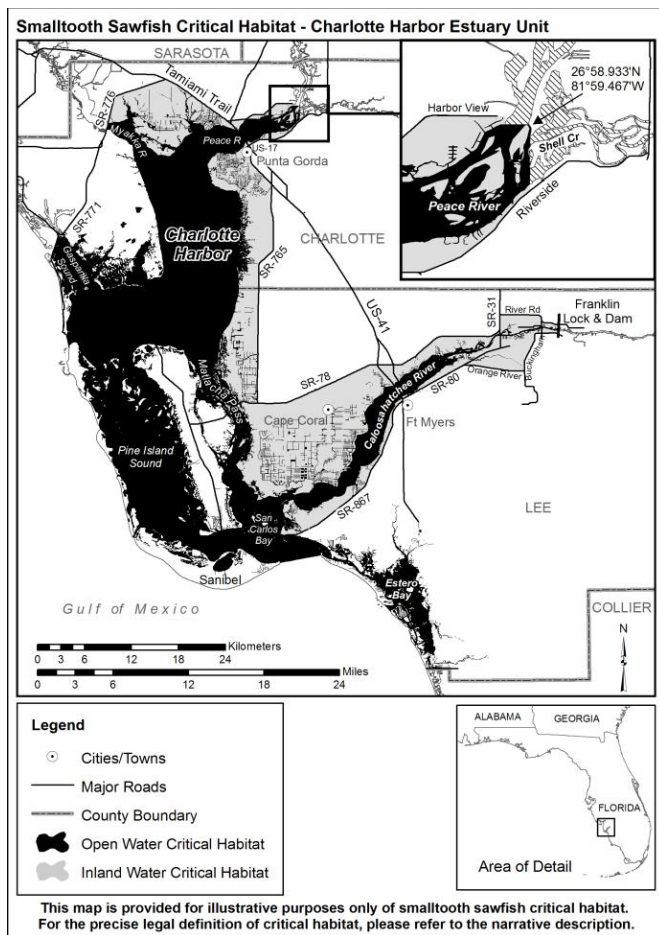 Smalltooth Sawfish Critical Habitat - Charlotte Harbor Estuary Unit
SARASOTA
Tamiami Trail
SR-776
Myakka R
Peace R
US-17
Punta Gorda
SR-771
Gasparilla
Sound
Charlotte
Harbor
CHARLOTTE
SR-765
US-41
Harbor View
26°58.933'N
81°59.467'W
Shell Cr
Peace River
Riverside
SR-31
River Rd
Franklin
Lock & Dam
Buckingham
Orange River
SR-78
SR-80
Matlacha Pass
Caloosahatchee River
Cape Coral
Ft Myers
Pine Island
Sound
SR-867
San
Carlos
Bay
LEE
Sanibel
Estero
Bay
Gulf of Mexico
COLLIER
Kilometers
0 3 6 12 18 24
Miles
0 3 6 12 18 24
N
Legend
Cities/Towns
Major Roads
County Boundary
Open Water Critical Habitat
Inland Water Critical Habitat
ALABAMA
GEORGIA
FLORIDA
Area of Detail
This map is provided for illustrative purposes only of smalltooth sawfish critical habitat.
For the precise legal definition of critical habitat, please refer to the narrative description.